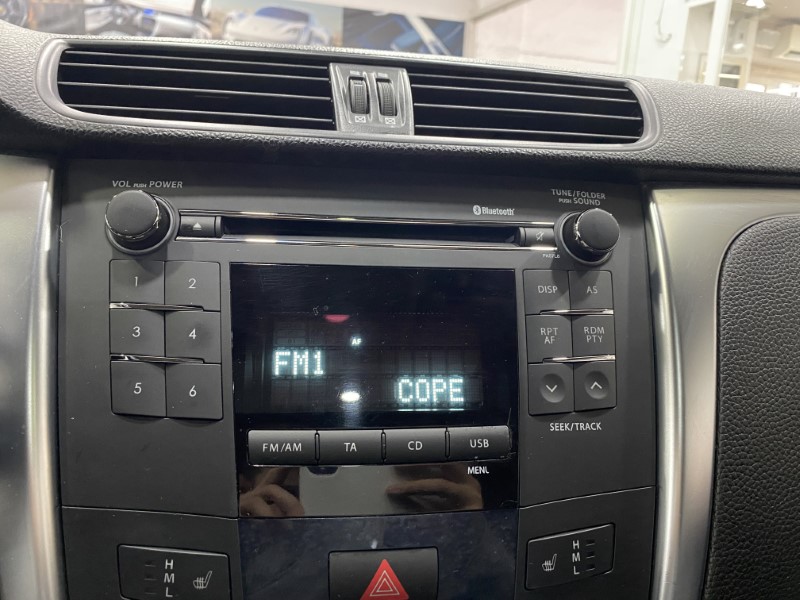 VOL PUSH POWER
Bluetooth
TUNE/FOLDER
PUSH SOUND
1
2
3
4
5
6
AF
FM1
COPE
DISP
AS
RPT
AF
RDM
PTY
SEEK/TRACK
FM/AM
TA
CD
USB
MENU
H
M
L
H
M
L